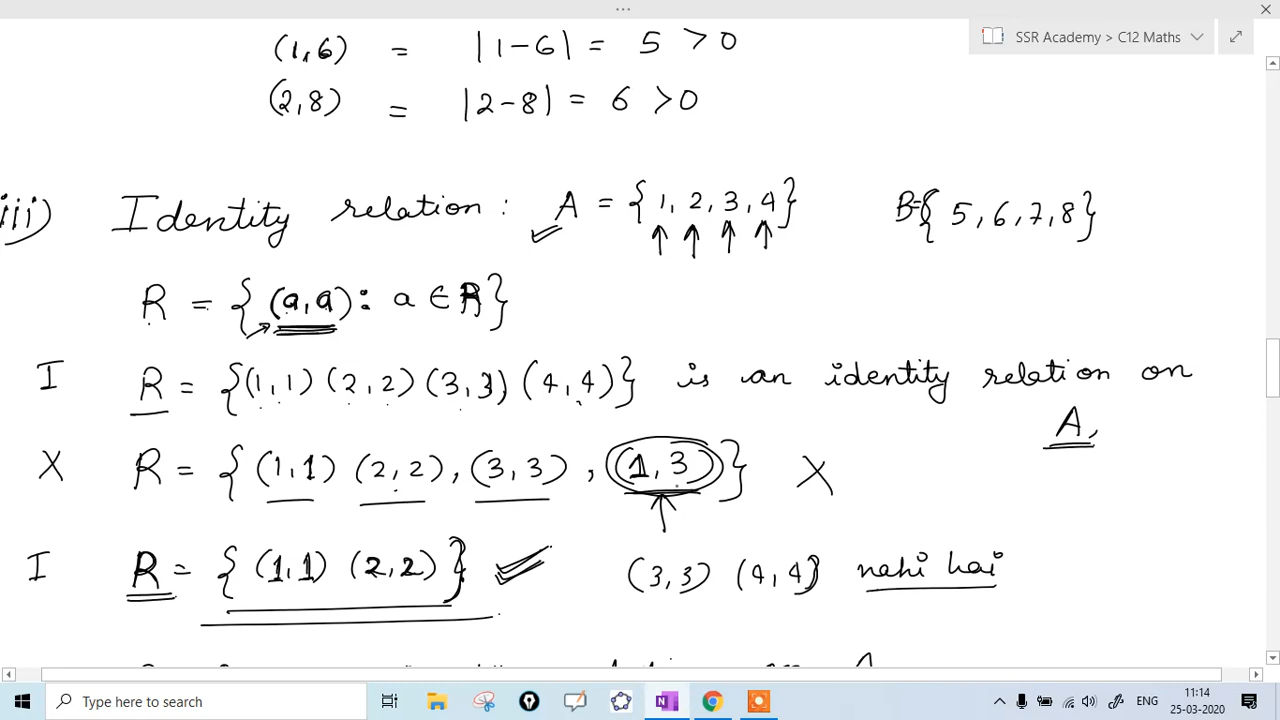 SSR Academy > C12 Maths
(1,6) = |1-6| = 5 >0
(2,8) = |2-8| = 6 >0
iii) Identity relation: A = {1, 2, 3, 4} B={5, 6, 7, 8}
R = {(a,a): a ∈ R}
I R = {(1,1) (2,2) (3,3) (4,4)} is an identity relation on
A,
X R = {(1,1) (2,2), (3,3), (1,3)} X
I R = {(1,1) (2,2)} (3,3) (4,4) nahi hai
Type here to search
ENG
11:14
25-03-2020